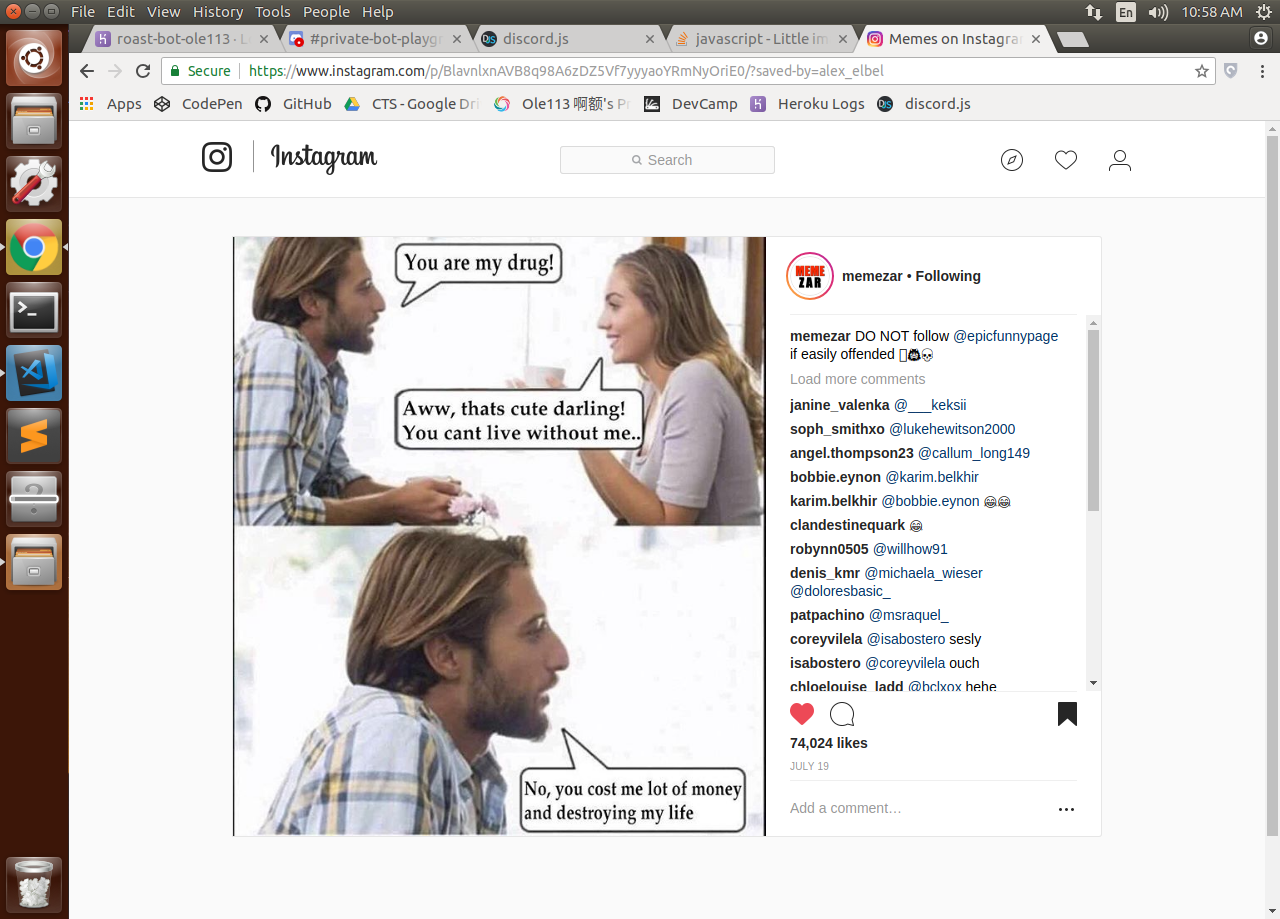 File Edit View History Tools People Help
En 10:58 AM
roast-bot-ole113 · L
#private-bot-playgr
discord.js
javascript - Little im
Memes on Instagram
Secure https://www.instagram.com/p/BlavnlxnAVB8q98A6zDZ5Vf7yyyaoYRmNyOriE0/?saved-by=alex_elbel
Apps CodePen GitHub CTS - Google Dri Ole113 啊额's Pr DevCamp Heroku Logs discord.js
Instagram
Search
You are my drug!
Aww, thats cute darling!
You cant live without me..
No, you cost me lot of money
and destroying my life
MEME
ZAR
memezar • Following
memezar DO NOT follow @epicfunnypage
if easily offended
Load more comments
janine_valenka @___keksii
soph_smithxo @lukehewitson2000
angel.thompson23 @callum_long149
bobbie.eynon @karim.belkhir
karim.belkhir @bobbie.eynon 😂😂
clandestinequark 😂
robynn0505 @willhow91
denis_kmr @michaela_wieser
@doloresbasic_
patpachino @msraquel_
coreyvilela @isabostero sesly
isabostero @coreyvilela ouch
chloelouise_ladd @bclxox hehe
74,024 likes
JULY 19
Add a comment…